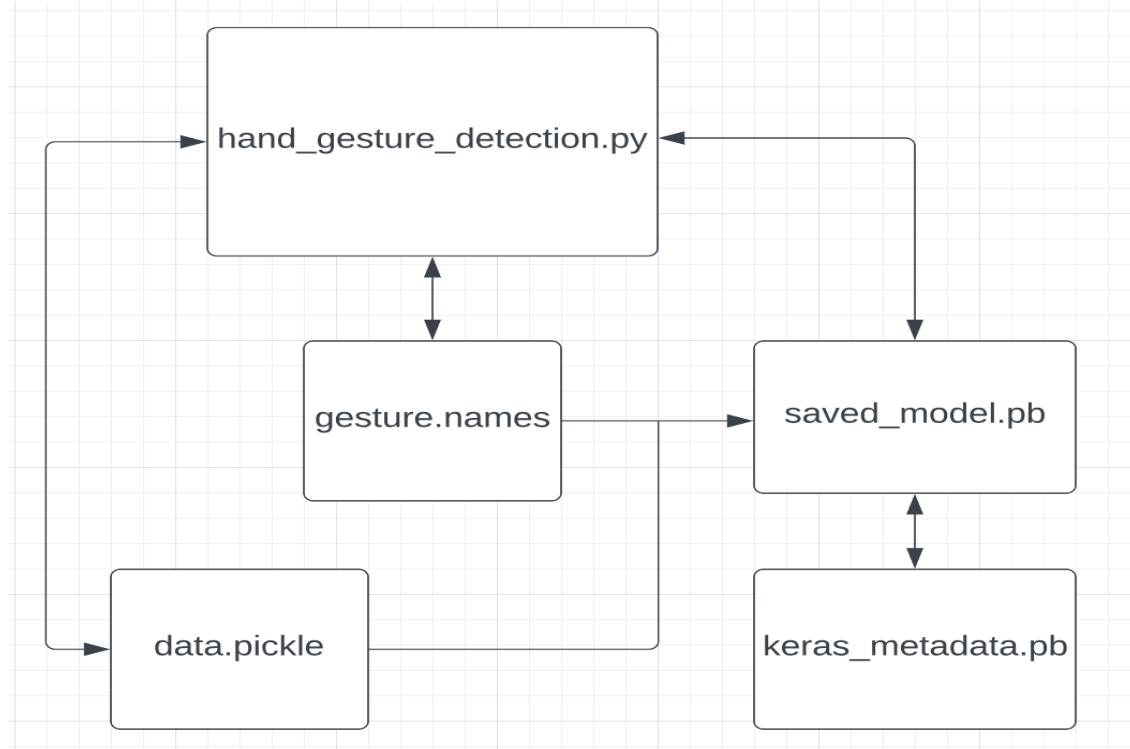 hand_gesture_detection.py
gesture.names
saved_model.pb
data.pickle
keras_metadata.pb